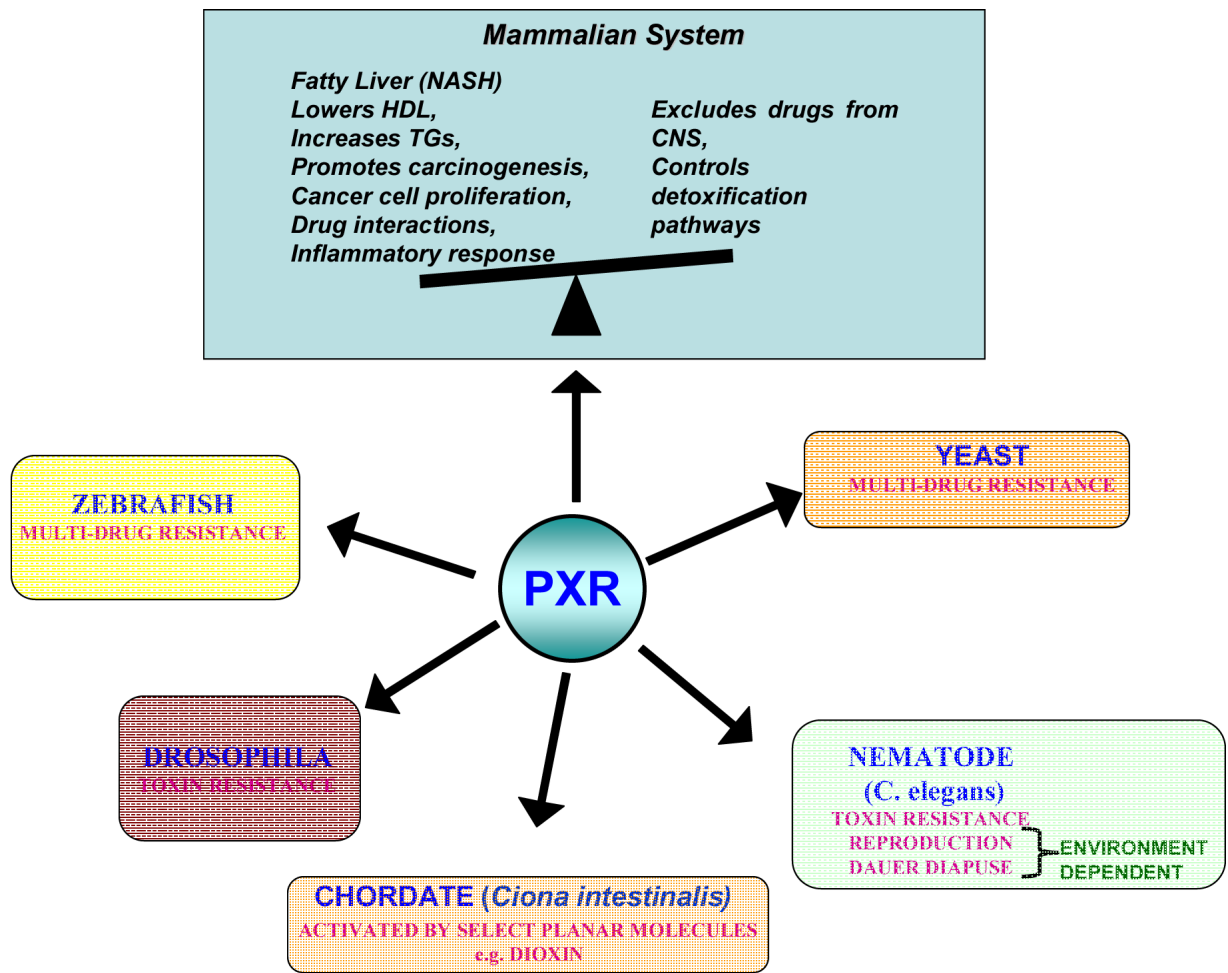 Mammalian System
Fatty Liver (NASH)
Lowers HDL,
Increases TGs,
Promotes carcinogenesis,
Cancer cell proliferation,
Drug interactions,
Inflammatory response
Excludes drugs from
CNS,
Controls
detoxification
pathways
YEAST
MULTI-DRUG RESISTANCE
ZEBRAFISH
MULTI-DRUG RESISTANCE
PXR
DROSOPHILA
TOXIN RESISTANCE
NEMATODE
(C. elegans)
TOXIN RESISTANCE
REPRODUCTION
DAUER DIAPUSE
ENVIRONMENT
DEPENDENT
CHORDATE (Ciona intestinalis)
ACTIVATED BY SELECT PLANAR MOLECULES
e.g. DIOXIN